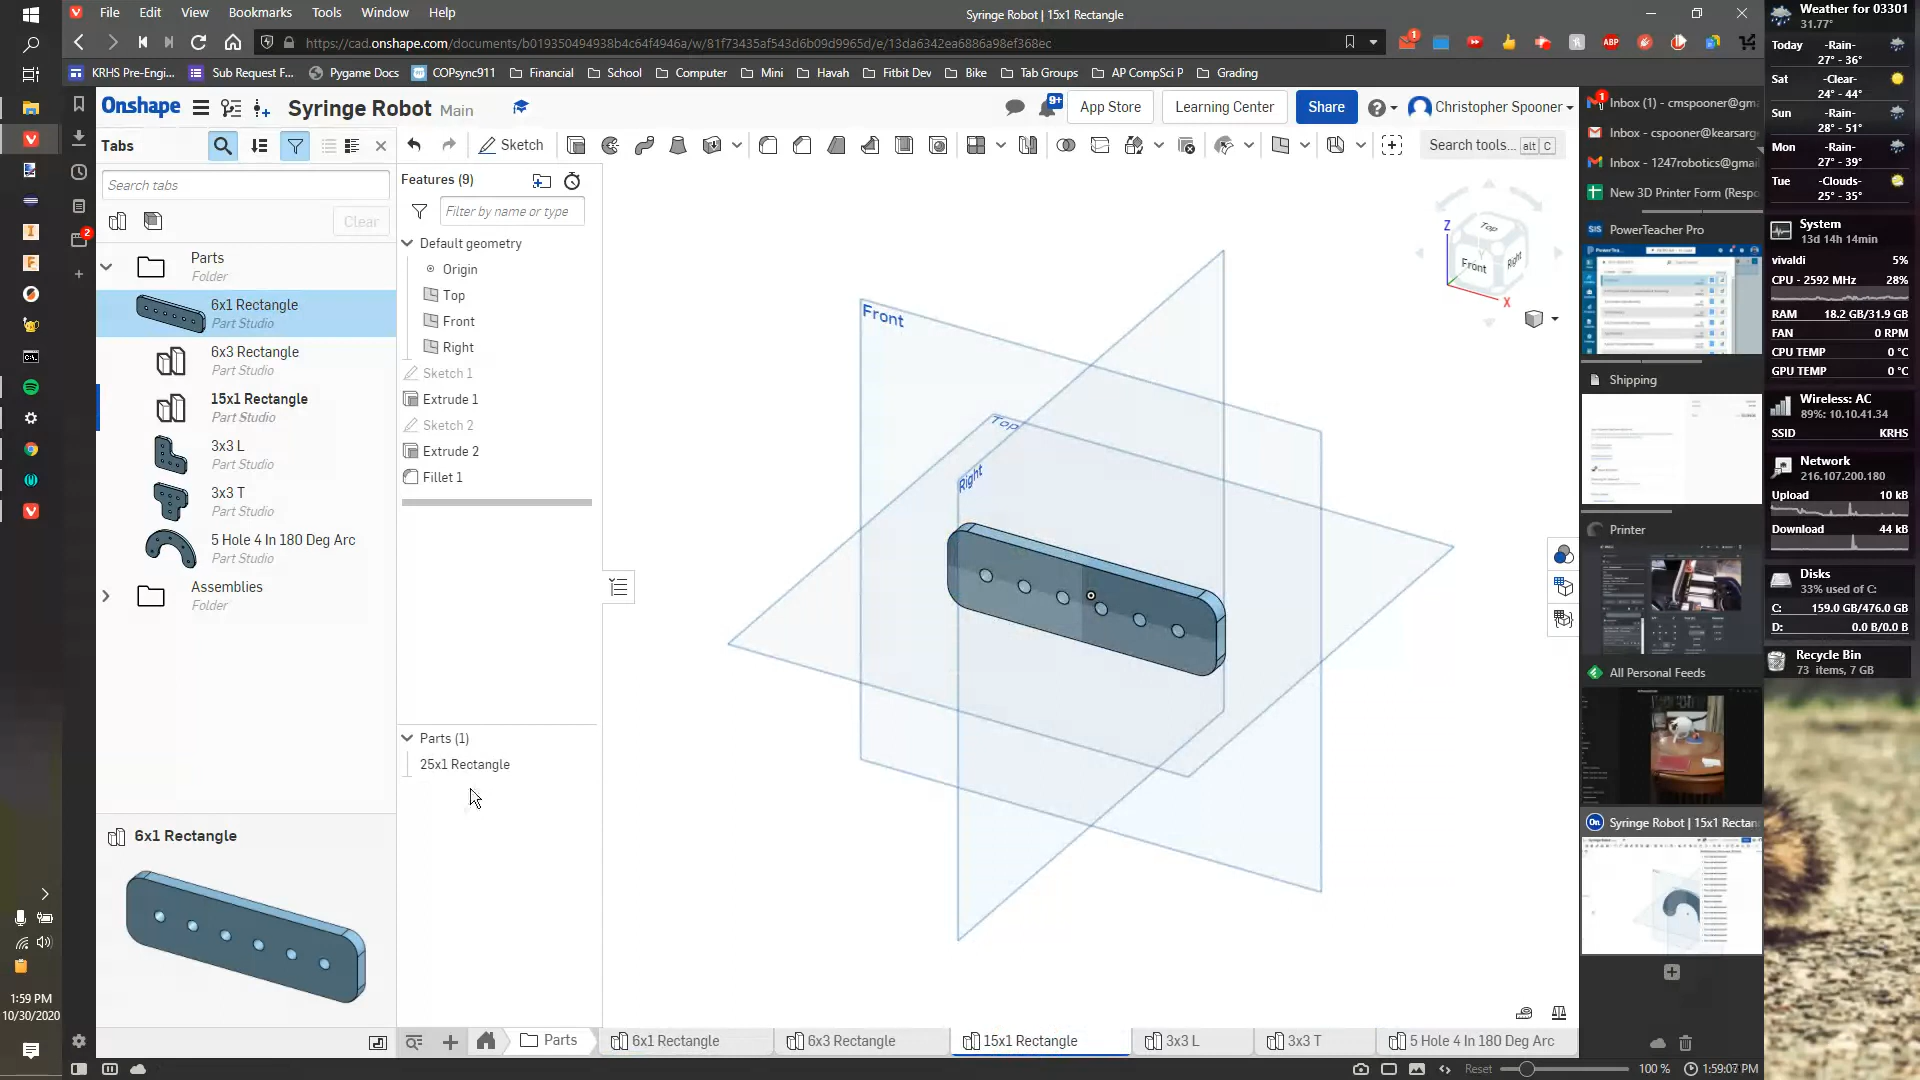 File Edit View Bookmarks Tools Window Help
Syringe Robot | 15x1 Rectangle
https://cad.onshape.com/documents/b019350494938b4c64f4946a/w/81f73435af543d6b09d9965d/e/13da6342ea6886a98ef368ec
KRHS Pre-Engi... Sub Request F... Pygame Docs COPsync911 Financial School Computer Mini Havah Fitbit Dev Bike Tab Groups AP CompSci P Grading
Onshape Syringe Robot Main
9+ App Store Learning Center Share Christopher Spooner
Tabs
Sketch
Search tools... alt C
Search tabs
Clear
Parts
Folder
6x1 Rectangle
Part Studio
6x3 Rectangle
Part Studio
15x1 Rectangle
Part Studio
3x3 L
Part Studio
3x3 T
Part Studio
5 Hole 4 In 180 Deg Arc
Part Studio
Assemblies
Folder
6x1 Rectangle
Features (9)
Filter by name or type
Default geometry
Origin
Top
Front
Right
Sketch 1
Extrude 1
Sketch 2
Extrude 2
Fillet 1
Parts (1)
25x1 Rectangle
Front
Top
Right
Z
Top
Front
Right
X
Parts 6x1 Rectangle 6x3 Rectangle 15x1 Rectangle 3x3 L 3x3 T 5 Hole 4 In 180 Deg Arc
Reset 100 % 1:59:07 PM
1
Inbox (1) - cmspooner@gm
Inbox - cspooner@kearsarg
Inbox - 1247robotics@gmai
New 3D Printer Form (Respo
PowerTeacher Pro
Shipping
Printer
All Personal Feeds
Syringe Robot | 15x1 Rectan
Weather for 03301
31.77°
Today -Rain-
27° - 36°
Sat -Clear-
24° - 44°
Sun -Rain-
28° - 51°
Mon -Rain-
27° - 39°
Tue -Clouds-
25° - 35°
System
13d 14h 14min
vivaldi 5%
CPU - 2592 MHz 28%
RAM 18.2 GB/31.9 GB
FAN 0 RPM
CPU TEMP 0 °C
GPU TEMP 0 °C
Wireless: AC
89%: 10.10.41.34
SSID KRHS
Network
216.107.200.180
Upload 10 kB
Download 44 kB
Disks
33% used of C:
C: 159.0 GB/476.0 GB
D: 0.0 B/0.0 B
Recycle Bin
73 items, 7 GB
2
1:59 PM
10/30/2020